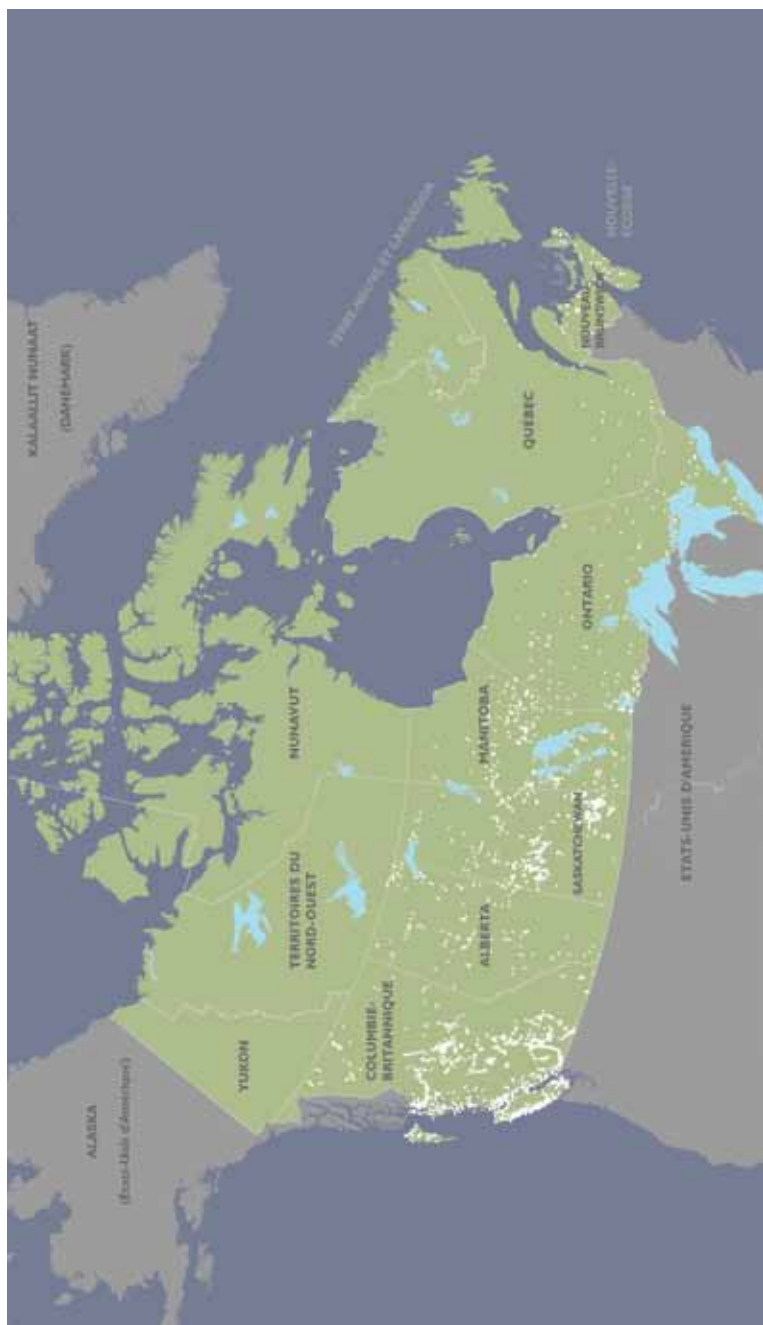 KALAALLIT NUNAAT
(DANEMARK)
ALASKA
(États-Unis d'Amérique)
YUKON
TERRITOIRES DU
NORD-OUEST
NUNAVUT
COLUMBIE-
BRITANNIQUE
ALBERTA
SASKATCHEWAN
MANITOBA
ONTARIO
QUÉBEC
TERRE-NEUVE ET LABRADOR
NOUVEAU
BRUNSWICK
NOUVELLE-
ÉCOSSE
ÉTATS-UNIS D'AMÉRIQUE